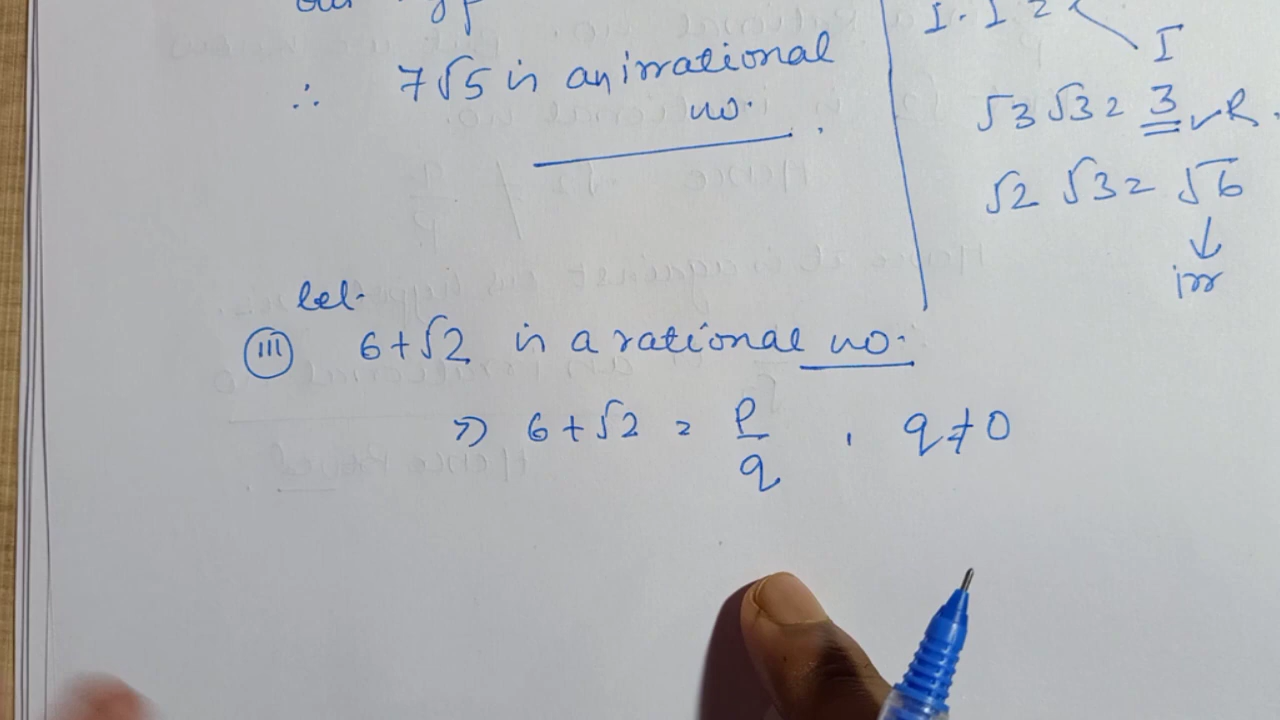 ∴ 7√5 is an irrational
no.
I. I =
I
√3 √3 = 3 ✓ R.
√2 √3 = √6
↓
irr
let
(iii) 6+√2 is a rational no.
⇒ 6+√2 = p/q , q≠0